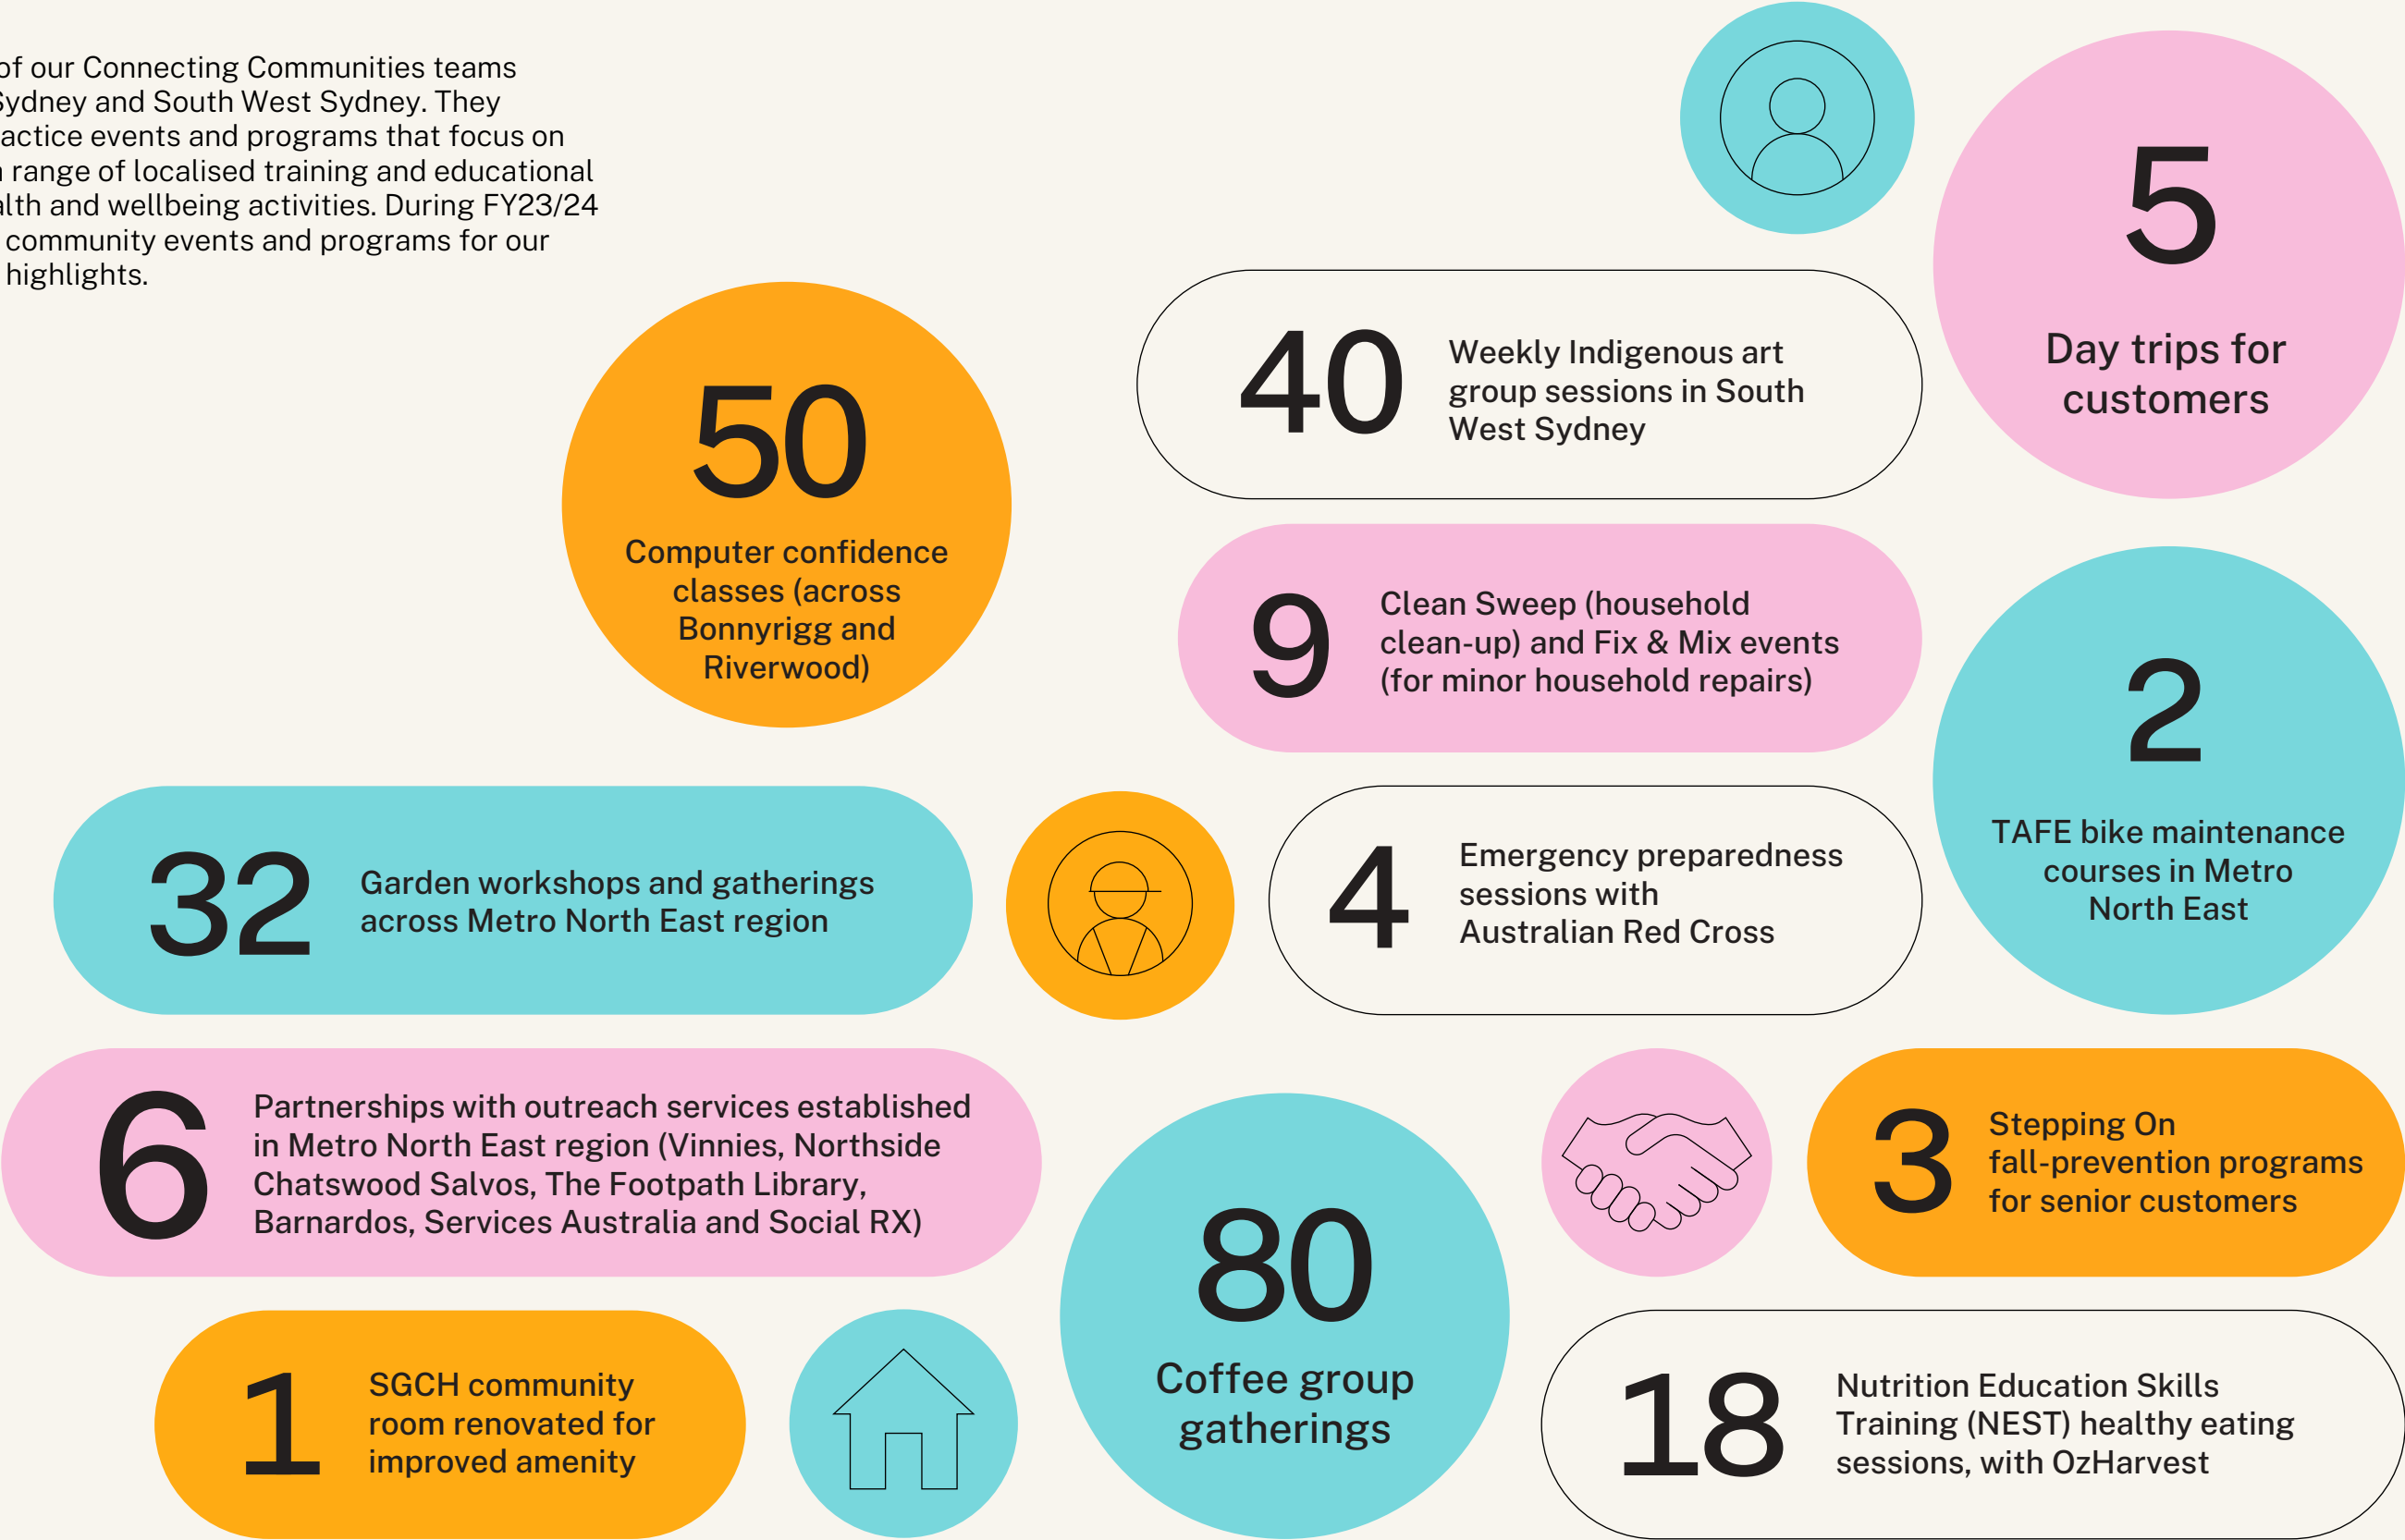 of our Connecting Communities teams
Sydney and South West Sydney. They
actice events and programs that focus on
range of localised training and educational
alth and wellbeing activities. During FY23/24
community events and programs for our
highlights.
5
Day trips for
customers
40
Weekly Indigenous art
group sessions in South
West Sydney
50
Computer confidence
classes (across
Bonnyrigg and
Riverwood)
9
Clean Sweep (household
clean-up) and Fix & Mix events
(for minor household repairs)
2
TAFE bike maintenance
courses in Metro
North East
32
Garden workshops and gatherings
across Metro North East region
4
Emergency preparedness
sessions with
Australian Red Cross
6
Partnerships with outreach services established
in Metro North East region (Vinnies, Northside
Chatswood Salvos, The Footpath Library,
Barnardos, Services Australia and Social RX)
80
Coffee group
gatherings
3
Stepping On
fall-prevention programs
for senior customers
1
SGCH community
room renovated for
improved amenity
18
Nutrition Education Skills
Training (NEST) healthy eating
sessions, with OzHarvest